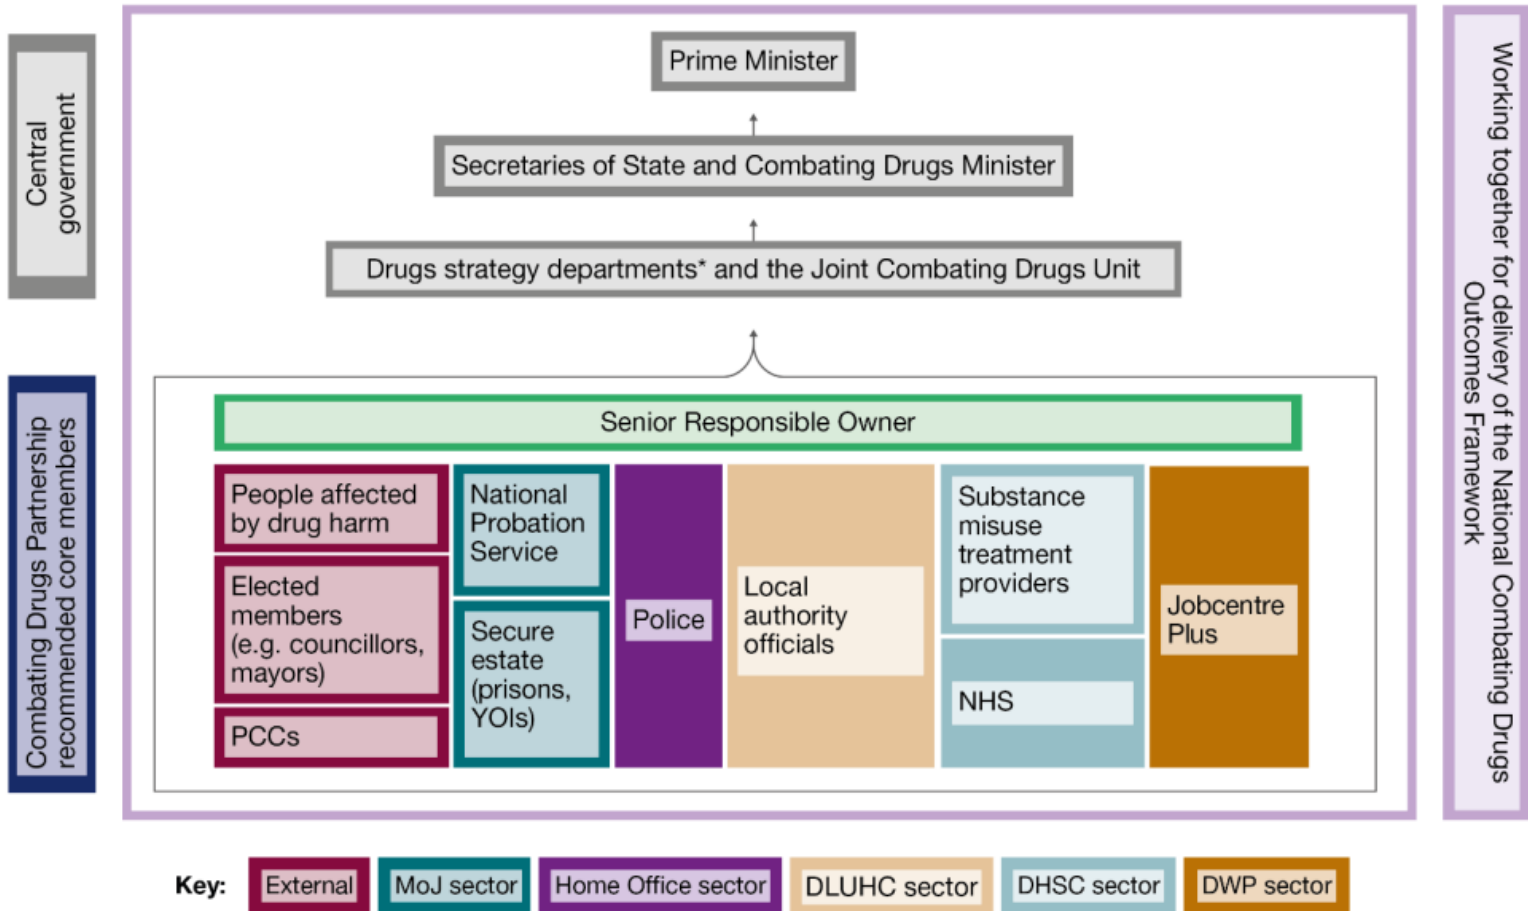 Central
government
Combating Drugs Partnership
recommended core members
Prime Minister
Secretaries of State and Combating Drugs Minister
Drugs strategy departments* and the Joint Combating Drugs Unit
Senior Responsible Owner
People affected
by drug harm
Elected
members
(e.g. councillors,
mayors)
PCCs
National
Probation
Service
Secure
estate
(prisons,
YOIs)
Police
Local
authority
officials
Substance
misuse
treatment
providers
NHS
Jobcentre
Plus
Working together for delivery of the National Combating Drugs
Outcomes Framework
Key:
External
MoJ sector
Home Office sector
DLUHC sector
DHSC sector
DWP sector